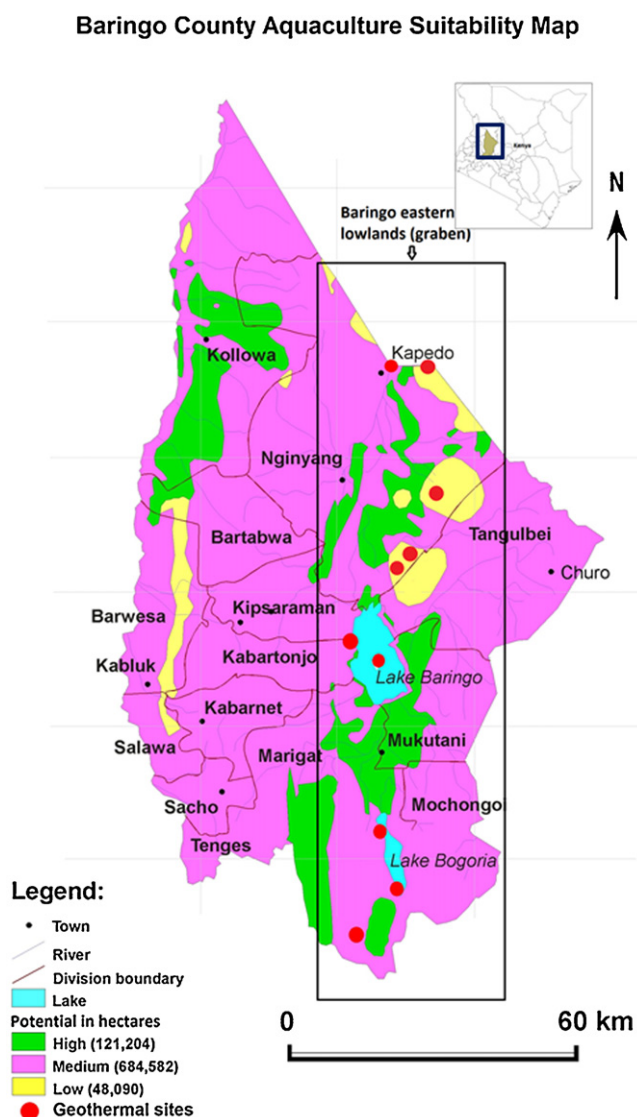 Baringo County Aquaculture Suitability Map
Kenya
N
Baringo eastern
lowlands (graben)
Kapedo
Kollowa
Nginyang
Tangulbei
Bartabwa
Churo
Kipsaraman
Barwesa
Kabartonjo
Kabluk
Lake Baringo
Kabarnet
Salawa
Marigat
Mukutani
Sacho
Mochongoi
Tenges
Lake Bogoria
Legend:
Town
River
Division boundary
Lake
Potential in hectares
High (121,204)
Medium (684,582)
Low (48,090)
Geothermal sites
0 60 km